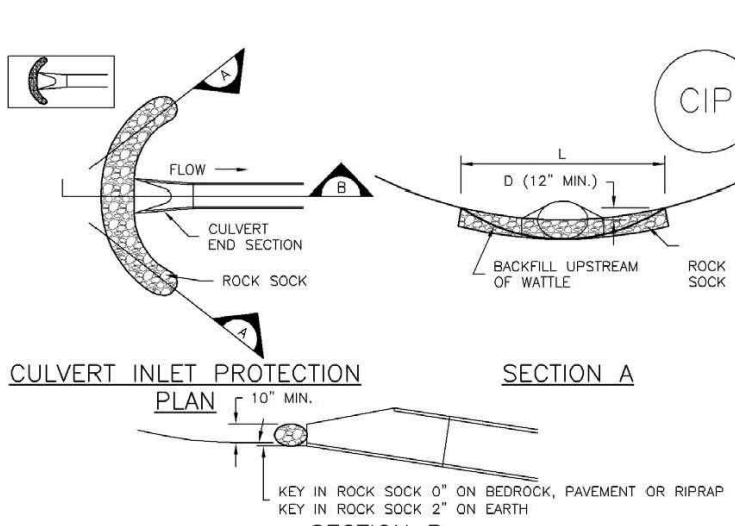 A
CIP
FLOW
L
D (12" MIN.)
B
CULVERT
END SECTION
ROCK SOCK
BACKFILL UPSTREAM
OF WATTLE
ROCK
SOCK
A
CULVERT INLET PROTECTION
PLAN
SECTION A
10" MIN.
KEY IN ROCK SOCK 0" ON BEDROCK, PAVEMENT OR RIPRAP
KEY IN ROCK SOCK 2" ON EARTH
SECTION B